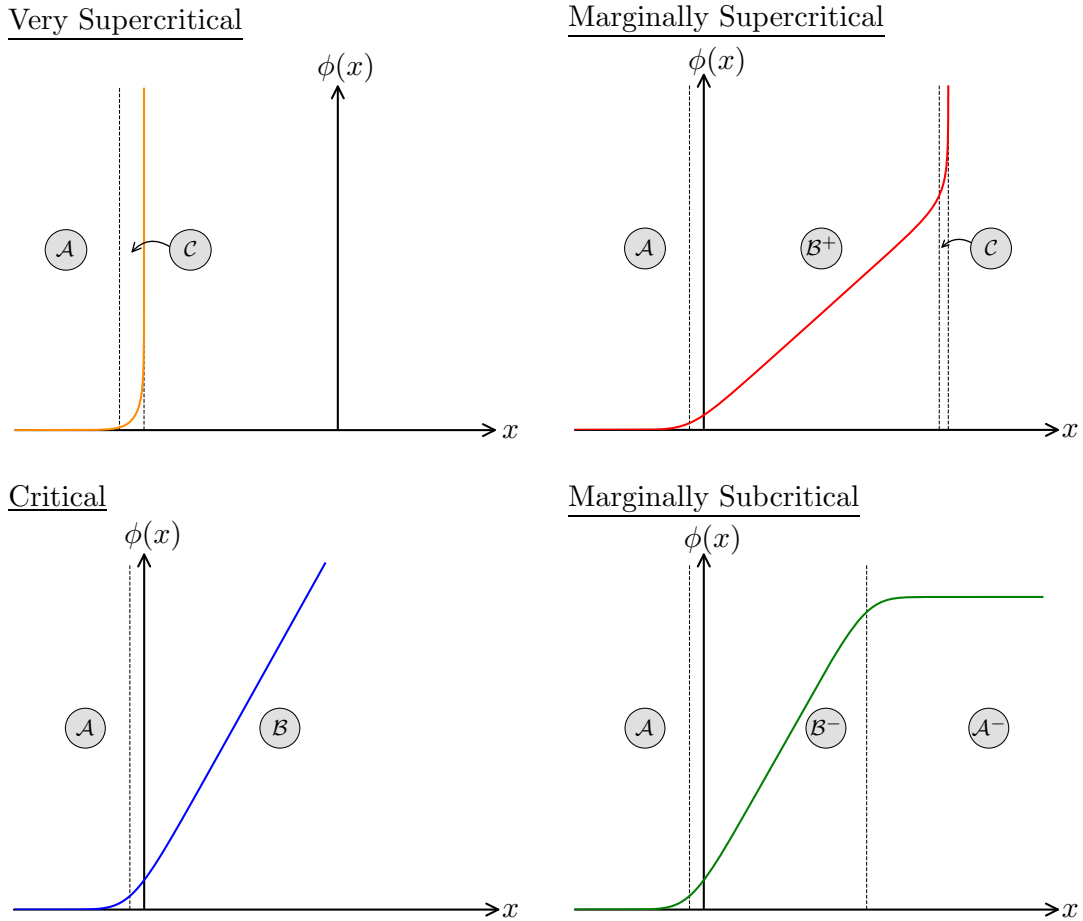 Very Supercritical
ϕ(x)
𝒜
𝒞
x
Marginally Supercritical
ϕ(x)
𝒜
ℬ⁺
𝒞
x
Critical
ϕ(x)
𝒜
ℬ
x
Marginally Subcritical
ϕ(x)
𝒜
ℬ⁻
𝒜⁻
x